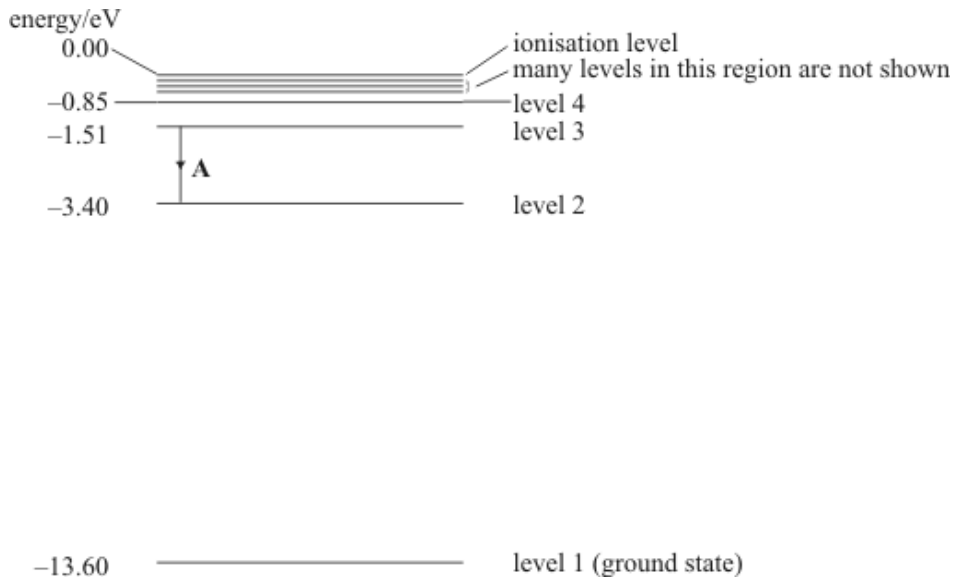 energy/eV
0.00
ionisation level
many levels in this region are not shown
–0.85
level 4
–1.51
level 3
A
–3.40
level 2
–13.60
level 1 (ground state)